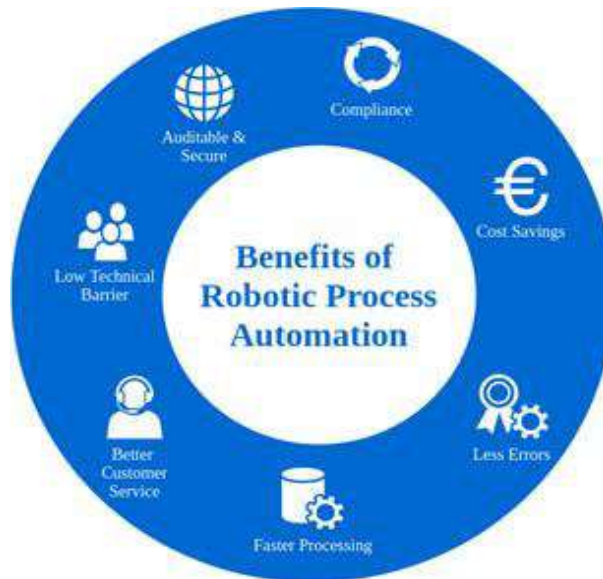 Benefits of
Robotic Process
Automation
Compliance
Cost Savings
Less Errors
Faster Processing
Better
Customer
Service
Low Technical
Barrier
Auditable &
Secure